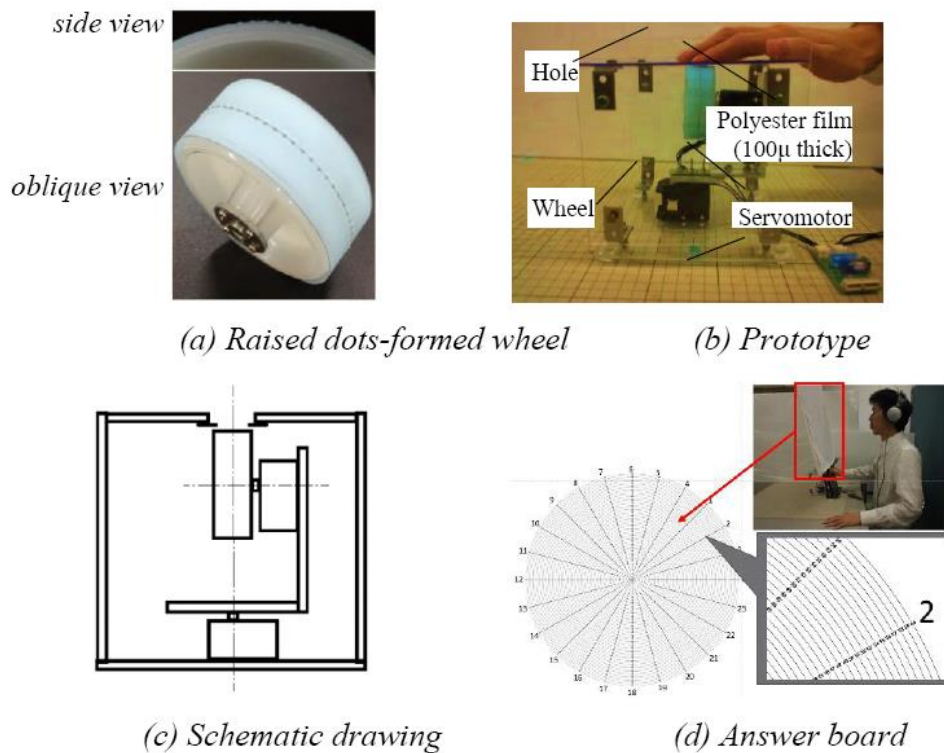 side view
oblique view
Hole
Polyester film
(100μ thick)
Wheel
Servomotor
(a) Raised dots-formed wheel
(b) Prototype
6
7
5
8
4
9
10
2
11
12
13
23
14
22
15
21
16
20
17
19
18
2
(c) Schematic drawing
(d) Answer board